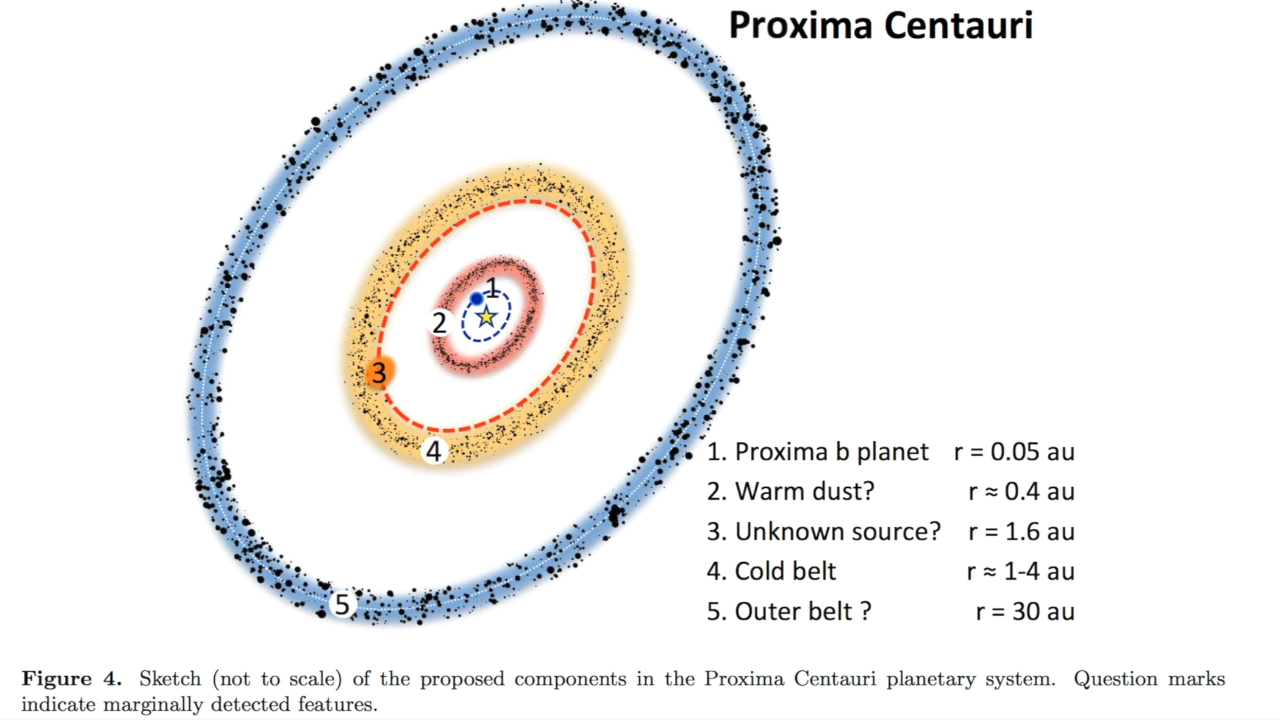 Proxima Centauri
1
2
3
4
5
1. Proxima b planet r = 0.05 au
2. Warm dust? r ≈ 0.4 au
3. Unknown source? r = 1.6 au
4. Cold belt r ≈ 1-4 au
5. Outer belt ? r = 30 au
Figure 4. Sketch (not to scale) of the proposed components in the Proxima Centauri planetary system. Question marks
indicate marginally detected features.